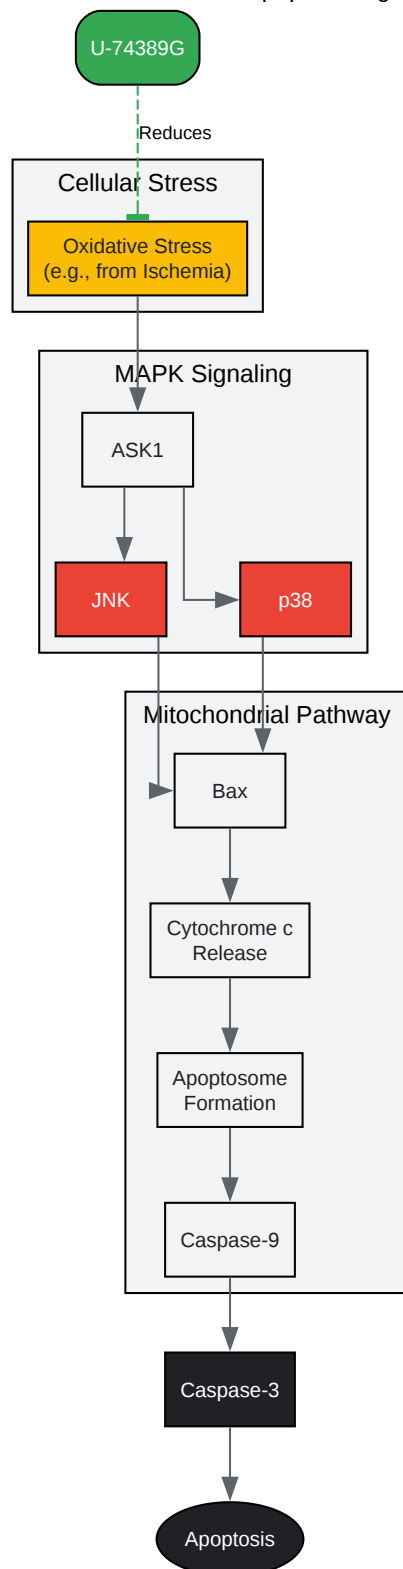 U-74389G
Reduces
Cellular Stress
Oxidative Stress
(e.g., from Ischemia)
MAPK Signaling
ASK1
JNK
p38
Mitochondrial Pathway
Bax
Cytochrome c
Release
Apoptosome
Formation
Caspase-9
Caspase-3
Apoptosis